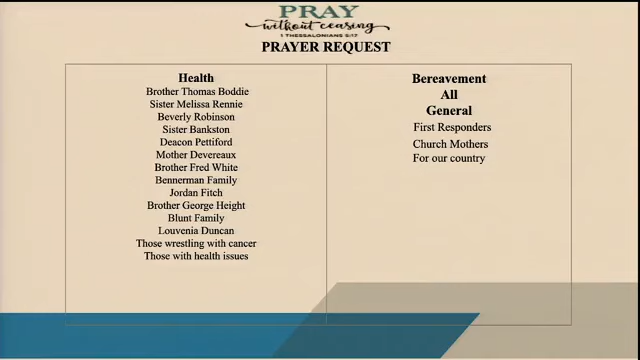 PRAY
without ceasing
1 THESSALONIANS 5:17
PRAYER REQUEST
Health
Brother Thomas Boddie
Sister Melissa Rennie
Beverly Robinson
Sister Bankston
Deacon Pettiford
Mother Devereaux
Brother Fred White
Bennerman Family
Jordan Fitch
Brother George Height
Blunt Family
Louvenia Duncan
Those wrestling with cancer
Those with health issues
Bereavement
All
General
First Responders
Church Mothers
For our country